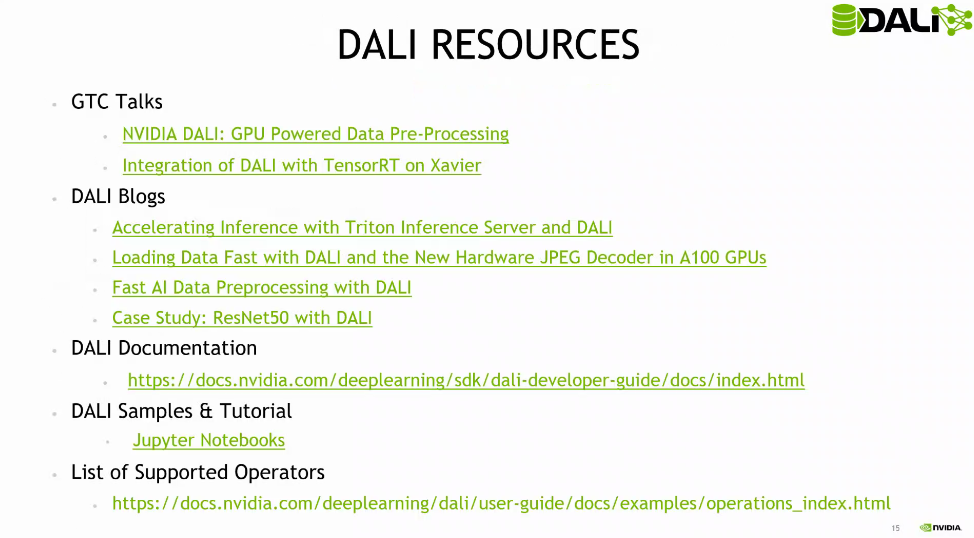 DALI
DALI RESOURCES
GTC Talks
NVIDIA DALI: GPU Powered Data Pre-Processing
Integration of DALI with TensorRT on Xavier
DALI Blogs
Accelerating Inference with Triton Inference Server and DALI
Loading Data Fast with DALI and the New Hardware JPEG Decoder in A100 GPUs
Fast AI Data Preprocessing with DALI
Case Study: ResNet50 with DALI
DALI Documentation
https://docs.nvidia.com/deeplearning/sdk/dali-developer-guide/docs/index.html
DALI Samples & Tutorial
Jupyter Notebooks
List of Supported Operators
https://docs.nvidia.com/deeplearning/dali/user-guide/docs/examples/operations_index.html
15 NVIDIA.